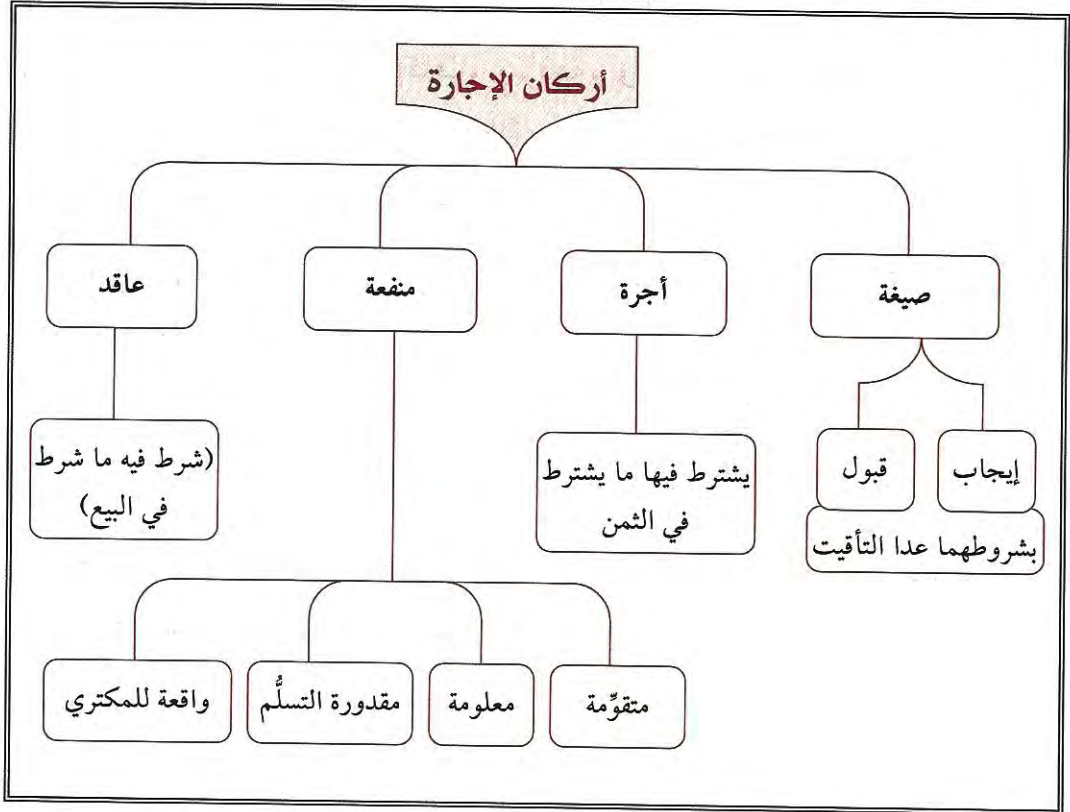 أركان الإجارة
صيغة
أجرة
منفعة
عاقد
إيجاب
قبول
بشروطهما عدا التأقيت
يشترط فيها ما يشترط
في الثمن
(شرط فيه ما شرط
في البيع)
متقوِّمة
معلومة
مقدورة التسلُّم
واقعة للمكتري